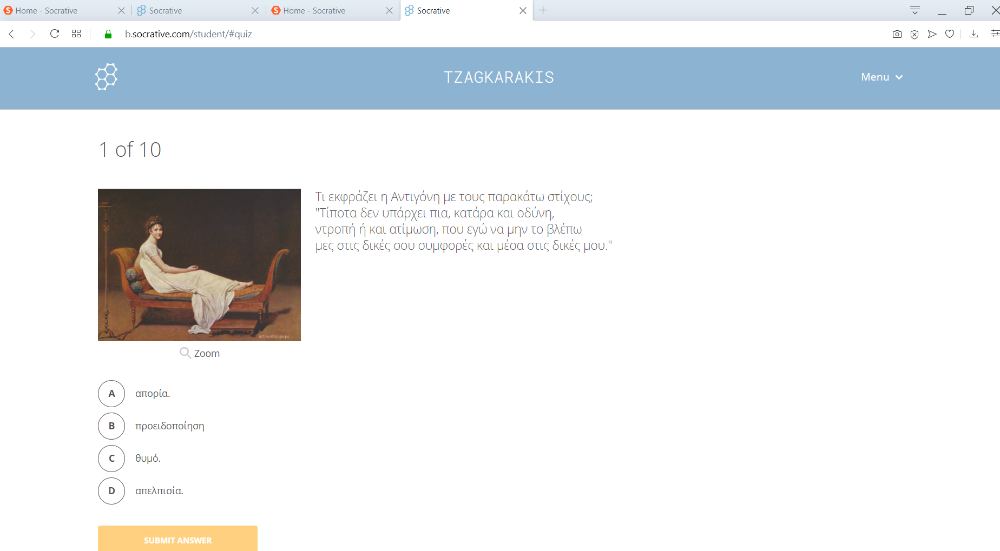 Home - Socrative
Socrative
Home - Socrative
Socrative
b.socrative.com/student/#quiz
TZAGKARAKIS
Menu
1 of 10
Τι εκφράζει η Αντιγόνη με τους παρακάτω στίχους;
"Τίποτα δεν υπάρχει πια, κατάρα και οδύνη,
ντροπή ή και ατίμωση, που εγώ να μην το βλέπω
μες στις δικές σου συμφορές και μέσα στις δικές μου."
art-wallpapepe
Zoom
A απορία.
B προειδοποίηση
C θυμό.
D απελπισία.
SUBMIT ANSWER